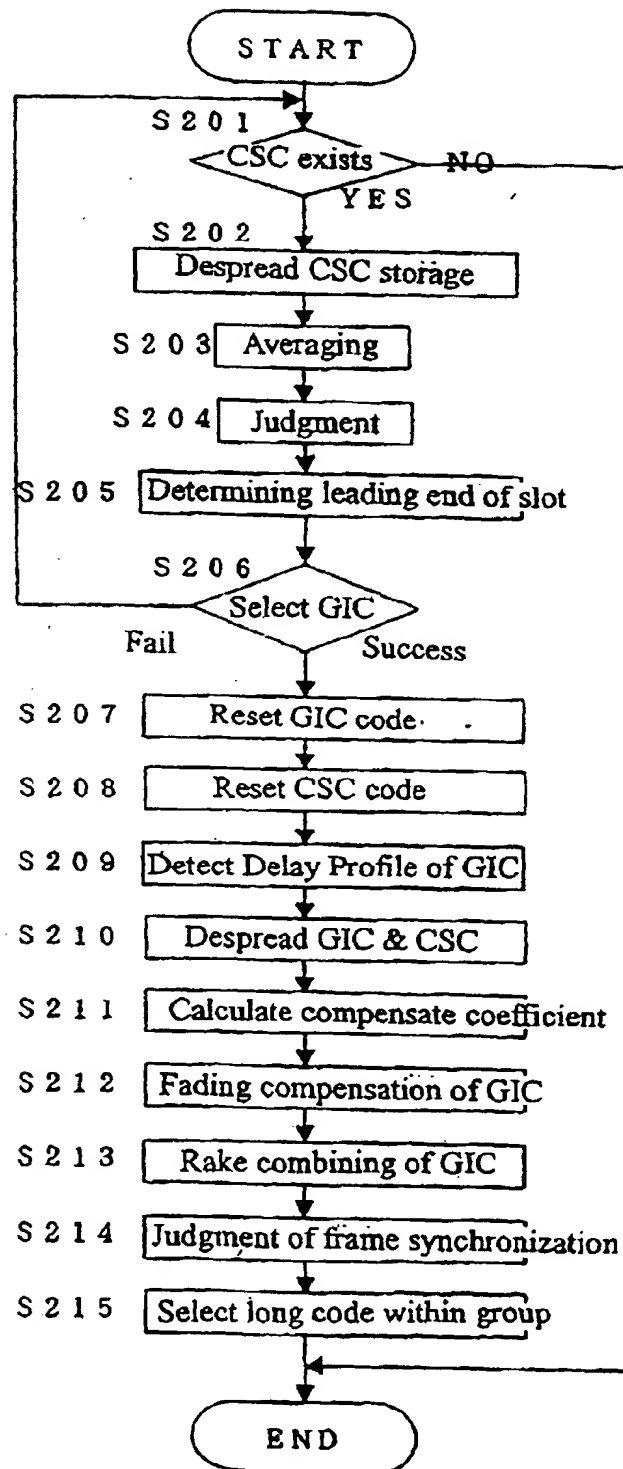 START
S201
CSC exists NO
YES
S202
Despread CSC storage
S203 Averaging
S204 Judgment
S205 Determining leading end of slot
S206
Select GIC
Fail Success
S207 Reset GIC code
S208 Reset CSC code
S209 Detect Delay Profile of GIC
S210 Despread GIC & CSC
S211 Calculate compensate coefficient
S212 Fading compensation of GIC
S213 Rake combining of GIC
S214 Judgment of frame synchronization
S215 Select long code within group
END